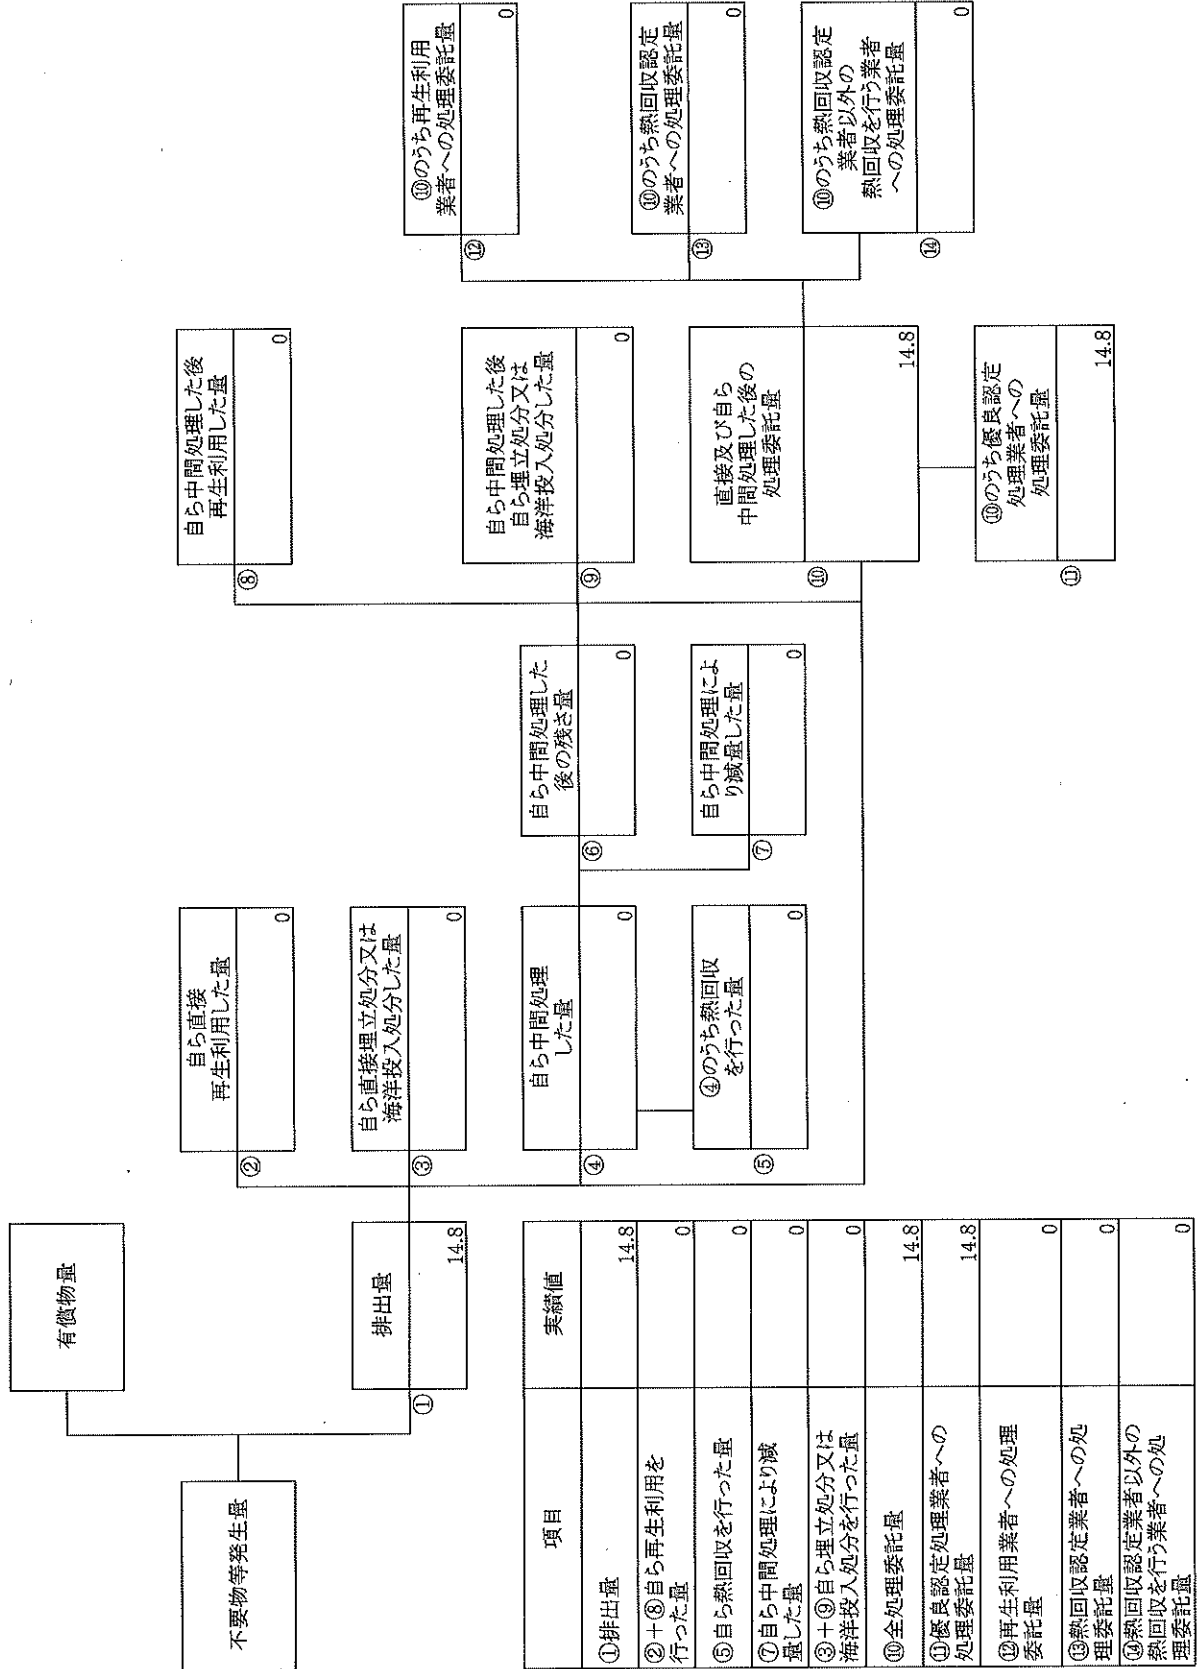 不要物等発生量
有償物量
①
排出量
14.8
②
自ら直接
再生利用した量
0
③
自ら直接埋立処分又は
海洋投入処分した量
0
④
自ら中間処理
した量
0
⑤
④のうち熱回収
を行った量
0
⑥
自ら中間処理した
後の残さ量
0
⑦
自ら中間処理によ
り減量した量
0
⑧
自ら中間処理した後
再生利用した量
0
⑨
自ら中間処理した後
自ら埋立処分又は
海洋投入処分した量
0
⑩
直接及び自ら
中間処理した後の
処理委託量
14.8
⑪
⑩のうち優良認定
処理業者への
処理委託量
14.8
⑫
⑩のうち再生利用
業者への処理委託量
0
⑬
⑩のうち熱回収認定
業者への処理委託量
0
⑭
⑩のうち熱回収認定
業者以外の
熱回収を行う業者
への処理委託量
0
項目 実績値
①排出量 14.8
②+⑧自ら再生利用を
行った量 0
⑤自ら熱回収を行った量 0
⑦自ら中間処理により減
量した量 0
③+⑨自ら埋立処分又は
海洋投入処分を行った量 0
⑩全処理委託量 14.8
⑪優良認定処理業者への
処理委託量 14.8
⑫再生利用業者への処理
委託量 0
⑬熱回収認定業者への処
理委託量 0
⑭熱回収認定業者以外の
熱回収を行う業者への処
理委託量 0